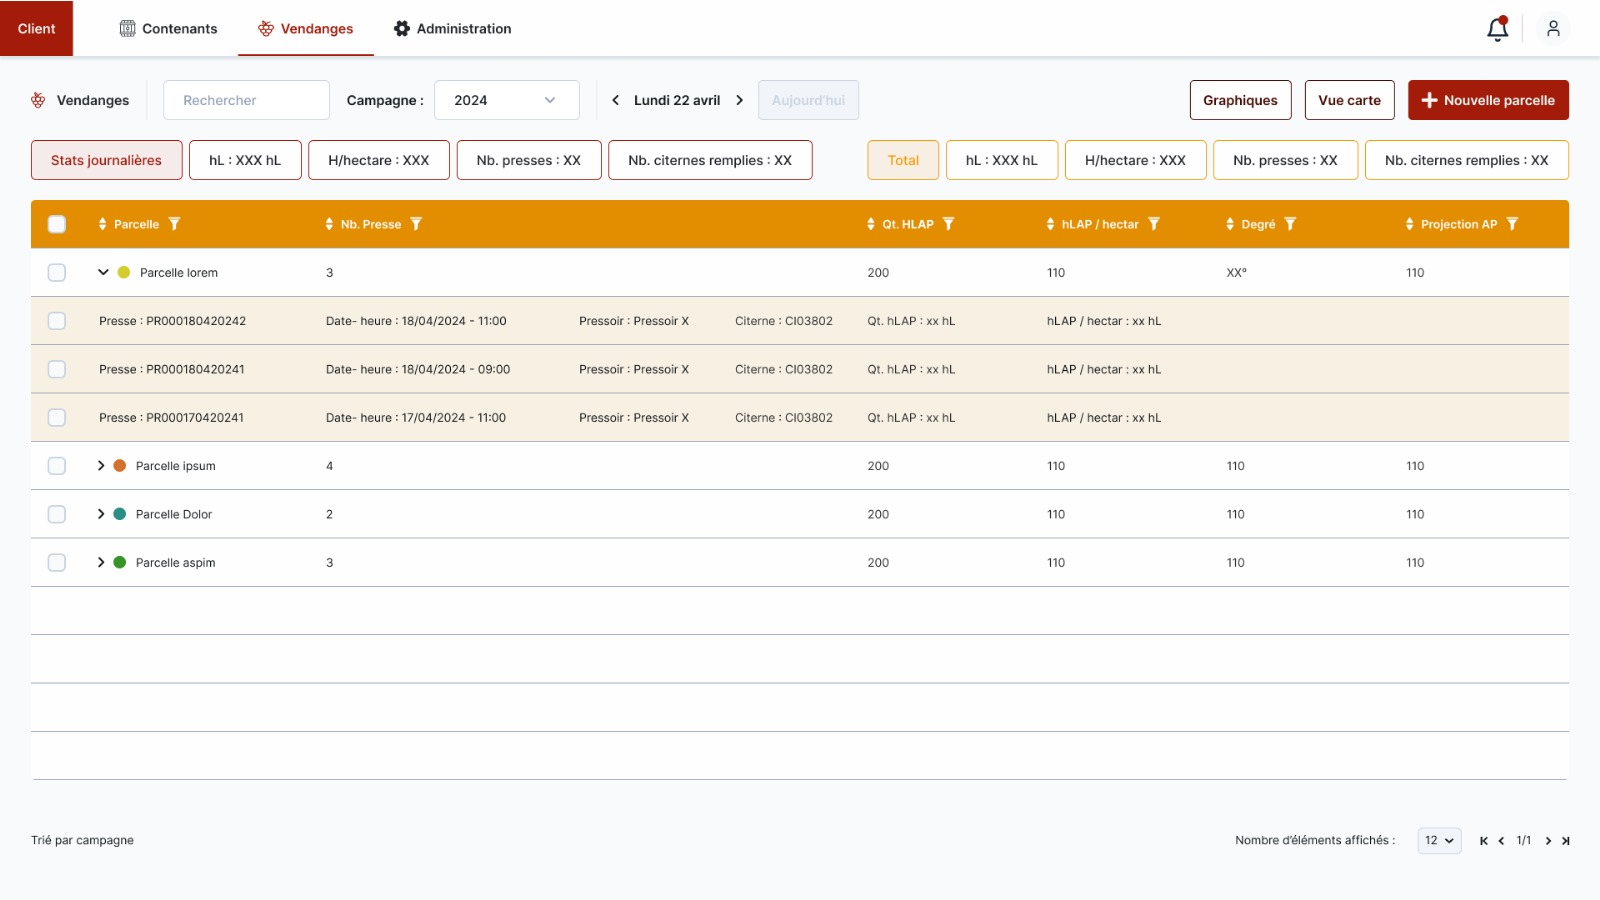 Client
Contenants
Vendanges
Administration
Vendanges
Rechercher
Campagne :
2024
Lundi 22 avril
Aujourd'hui
Graphiques
Vue carte
Nouvelle parcelle
Stats journalières
hL : XXX hL
H/hectare : XXX
Nb. presses : XX
Nb. citernes remplies : XX
Total
hL : XXX hL
H/hectare : XXX
Nb. presses : XX
Nb. citernes remplies : XX
Parcelle
Nb. Presse
Qt. HLAP
hLAP / hectar
Degré
Projection AP
Parcelle lorem
3
200
110
XX°
110
Presse : PR000180420242
Date- heure : 18/04/2024 - 11:00
Pressoir : Pressoir X
Citerne : CI03802
Qt. hLAP : xx hL
hLAP / hectar : xx hL
Presse : PR000180420241
Date- heure : 18/04/2024 - 09:00
Pressoir : Pressoir X
Citerne : CI03802
Qt. hLAP : xx hL
hLAP / hectar : xx hL
Presse : PR000170420241
Date- heure : 17/04/2024 - 11:00
Pressoir : Pressoir X
Citerne : CI03802
Qt. hLAP : xx hL
hLAP / hectar : xx hL
Parcelle ipsum
4
200
110
110
110
Parcelle Dolor
2
200
110
110
110
Parcelle aspim
3
200
110
110
110
Trié par campagne
Nombre d'éléments affichés :
12
1/1